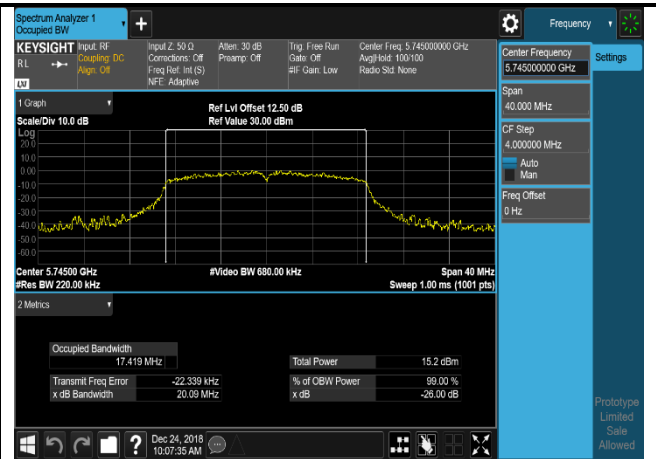 Spectrum Analyzer 1
Occupied BW
Frequency
KEYSIGHT
RL
LXI
Input: RF
Coupling: DC
Align: Off
Input Z: 50 Ω
Corrections: Off
Freq Ref: Int (S)
NFE: Adaptive
Atten: 30 dB
Preamp: Off
Trig: Free Run
Gate: Off
#IF Gain: Low
Center Freq: 5.745000000 GHz
Avg|Hold: 100/100
Radio Std: None
Center Frequency
5.745000000 GHz
Settings
Span
40.000 MHz
CF Step
4.000000 MHz
Auto
Man
Freq Offset
0 Hz
1 Graph
Scale/Div 10.0 dB
Ref Lvl Offset 12.50 dB
Ref Value 30.00 dBm
Log
20.0
10.0
0.00
-10.0
-20.0
-30.0
-40.0
-50.0
-60.0
Center 5.74500 GHz
#Video BW 680.00 kHz
Span 40 MHz
#Res BW 220.00 kHz
Sweep 1.00 ms (1001 pts)
2 Metrics
Occupied Bandwidth
17.419 MHz
Total Power 15.2 dBm
Transmit Freq Error -22.339 kHz
% of OBW Power 99.00 %
x dB Bandwidth 20.09 MHz
x dB -26.00 dB
Prototype
Limited
Sale
Allowed
?
Dec 24, 2018
10:07:35 AM